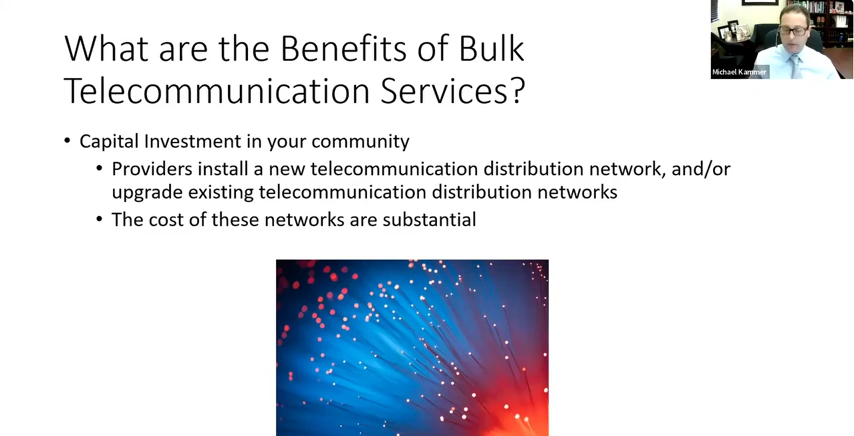 What are the Benefits of Bulk
Telecommunication Services?
Michael Kammer
• Capital Investment in your community
• Providers install a new telecommunication distribution network, and/or
upgrade existing telecommunication distribution networks
• The cost of these networks are substantial